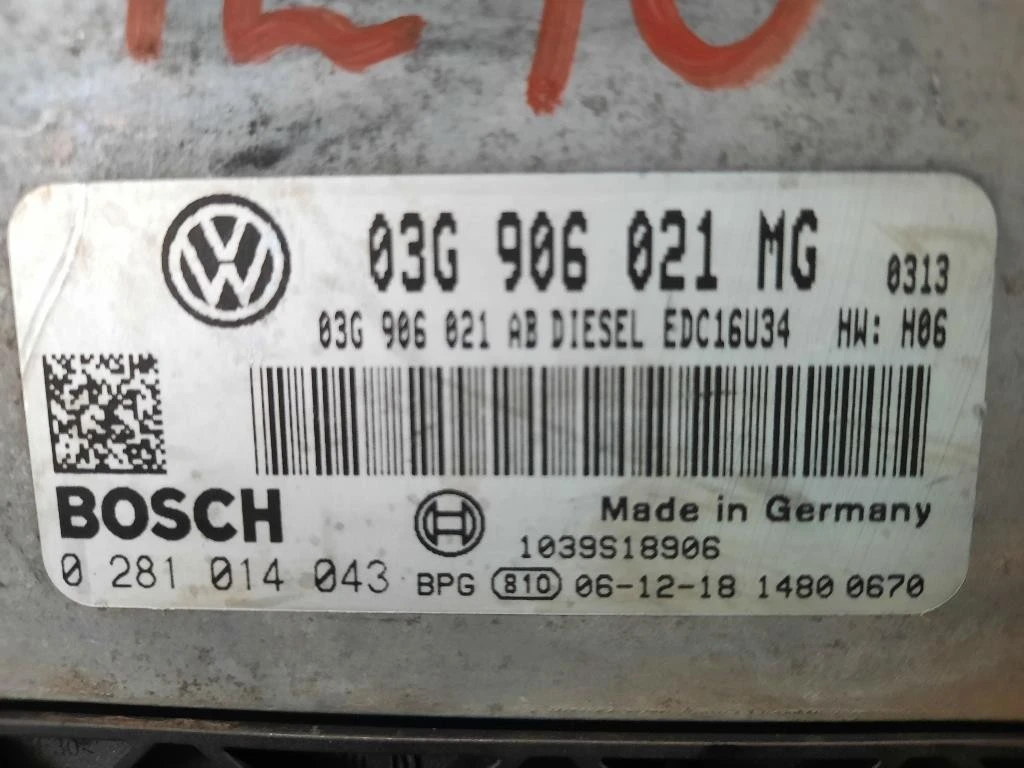 03G 906 021 MG 0313
03G 906 021 AB DIESEL EDC16U34 HW: H06
BOSCH
Made in Germany
1039S18906
0 281 014 043 BPG 810 06-12-18 1480 0670